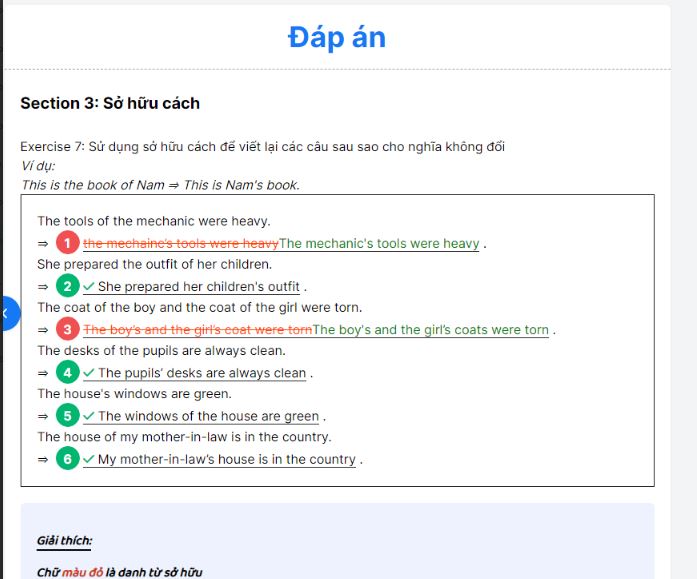 Đáp án
Section 3: Sở hữu cách
Exercise 7: Sử dụng sở hữu cách để viết lại các câu sau sao cho nghĩa không đổi
Ví dụ:
This is the book of Nam ⇒ This is Nam's book.
The tools of the mechanic were heavy.
⇒ 1 the mechainc's tools were heavyThe mechanic's tools were heavy .
She prepared the outfit of her children.
⇒ 2 ✓ She prepared her children's outfit .
The coat of the boy and the coat of the girl were torn.
⇒ 3 The boy's and the girl's coat were tornThe boy's and the girl's coats were torn .
The desks of the pupils are always clean.
⇒ 4 ✓ The pupils' desks are always clean .
The house's windows are green.
⇒ 5 ✓ The windows of the house are green .
The house of my mother-in-law is in the country.
⇒ 6 ✓ My mother-in-law's house is in the country .
Giải thích:
Chữ màu đỏ là danh từ sở hữu